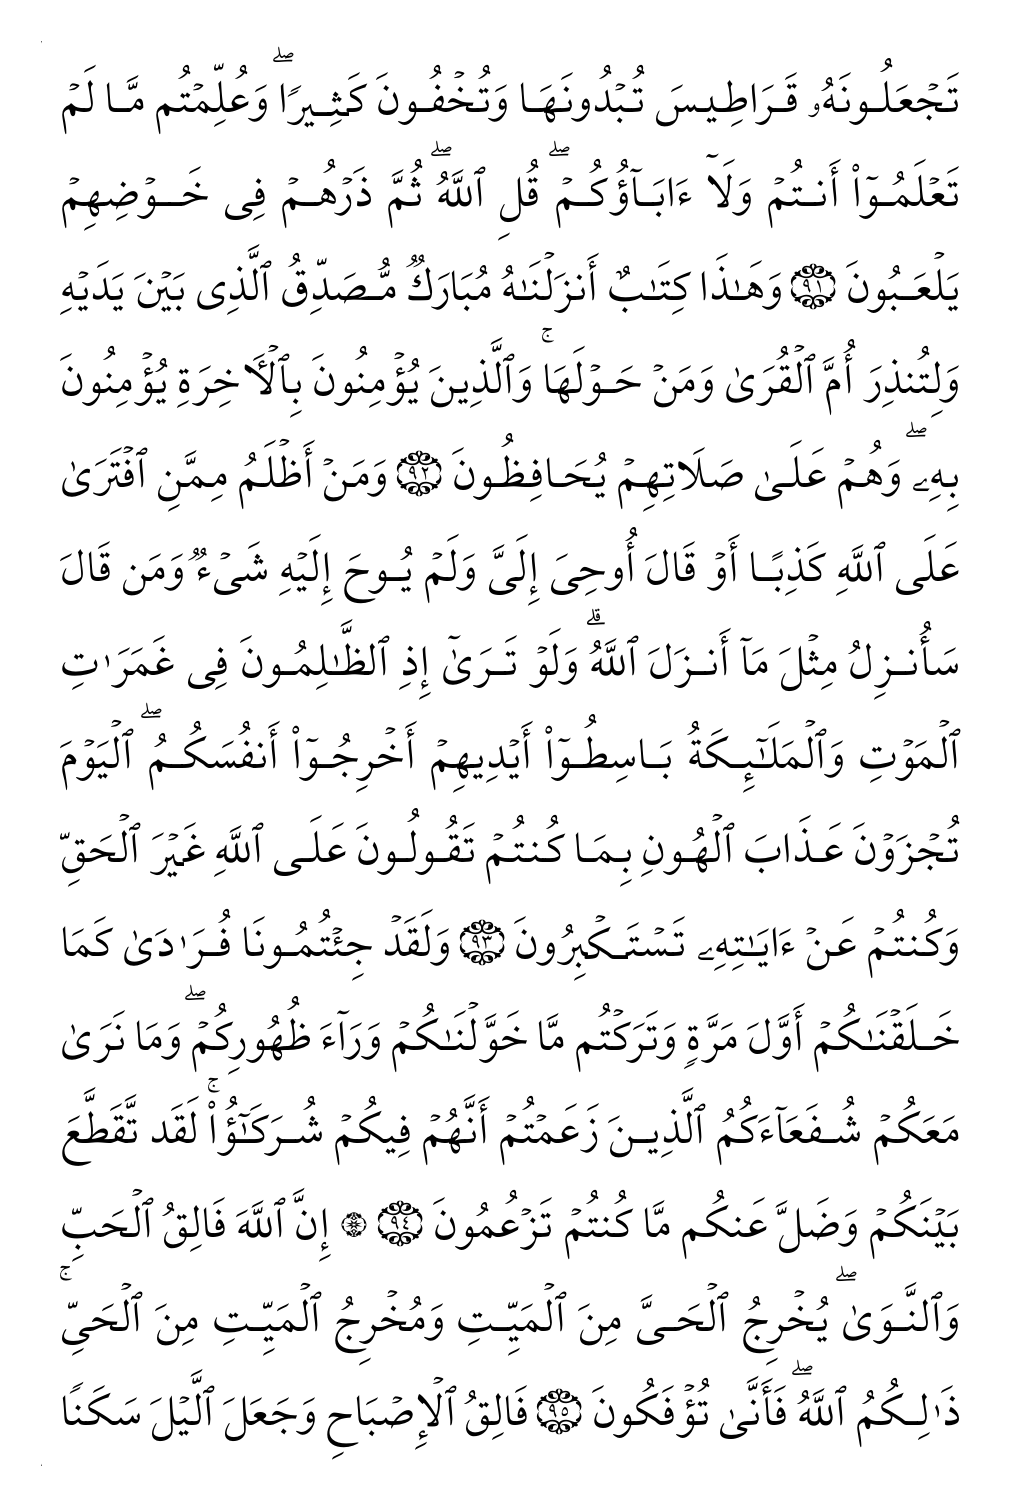 تَجۡعَلُونَهُۥ قَرَاطِيسَ تُبۡدُونَهَا وَتُخۡفُونَ كَثِيرٗاۖ وَعُلِّمۡتُم مَّا لَمۡ
تَعۡلَمُوٓاْ أَنتُمۡ وَلَآ ءَابَآؤُكُمۡۖ قُلِ ٱللَّهُۖ ثُمَّ ذَرۡهُمۡ فِي خَوۡضِهِمۡ
يَلۡعَبُونَ ٩١ وَهَٰذَا كِتَٰبٌ أَنزَلۡنَٰهُ مُبَارَكٞ مُّصَدِّقُ ٱلَّذِي بَيۡنَ يَدَيۡهِ
وَلِتُنذِرَ أُمَّ ٱلۡقُرَىٰ وَمَنۡ حَوۡلَهَاۚ وَٱلَّذِينَ يُؤۡمِنُونَ بِٱلۡأٓخِرَةِ يُؤۡمِنُونَ
بِهِۦۖ وَهُمۡ عَلَىٰ صَلَاتِهِمۡ يُحَافِظُونَ ٩٢ وَمَنۡ أَظۡلَمُ مِمَّنِ ٱفۡتَرَىٰ
عَلَى ٱللَّهِ كَذِبًا أَوۡ قَالَ أُوحِيَ إِلَيَّ وَلَمۡ يُوحَ إِلَيۡهِ شَيۡءٞ وَمَن قَالَ
سَأُنزِلُ مِثۡلَ مَآ أَنزَلَ ٱللَّهُۗ وَلَوۡ تَرَىٰٓ إِذِ ٱلظَّٰلِمُونَ فِي غَمَرَٰتِ
ٱلۡمَوۡتِ وَٱلۡمَلَٰٓئِكَةُ بَاسِطُوٓاْ أَيۡدِيهِمۡ أَخۡرِجُوٓاْ أَنفُسَكُمُۖ ٱلۡيَوۡمَ
تُجۡزَوۡنَ عَذَابَ ٱلۡهُونِ بِمَا كُنتُمۡ تَقُولُونَ عَلَى ٱللَّهِ غَيۡرَ ٱلۡحَقِّ
وَكُنتُمۡ عَنۡ ءَايَٰتِهِۦ تَسۡتَكۡبِرُونَ ٩٣ وَلَقَدۡ جِئۡتُمُونَا فُرَٰدَىٰ كَمَا
خَلَقۡنَٰكُمۡ أَوَّلَ مَرَّةٖ وَتَرَكۡتُم مَّا خَوَّلۡنَٰكُمۡ وَرَآءَ ظُهُورِكُمۡۖ وَمَا نَرَىٰ
مَعَكُمۡ شُفَعَآءَكُمُ ٱلَّذِينَ زَعَمۡتُمۡ أَنَّهُمۡ فِيكُمۡ شُرَكَٰٓؤُاْۚ لَقَد تَّقَطَّعَ
بَيۡنَكُمۡ وَضَلَّ عَنكُم مَّا كُنتُمۡ تَزۡعُمُونَ ٩٤ ۞ إِنَّ ٱللَّهَ فَالِقُ ٱلۡحَبِّ
وَٱلنَّوَىٰۖ يُخۡرِجُ ٱلۡحَيَّ مِنَ ٱلۡمَيِّتِ وَمُخۡرِجُ ٱلۡمَيِّتِ مِنَ ٱلۡحَيِّۚ
ذَٰلِكُمُ ٱللَّهُۖ فَأَنَّىٰ تُؤۡفَكُونَ ٩٥ فَالِقُ ٱلۡإِصۡبَاحِ وَجَعَلَ ٱلَّيۡلَ سَكَنٗا